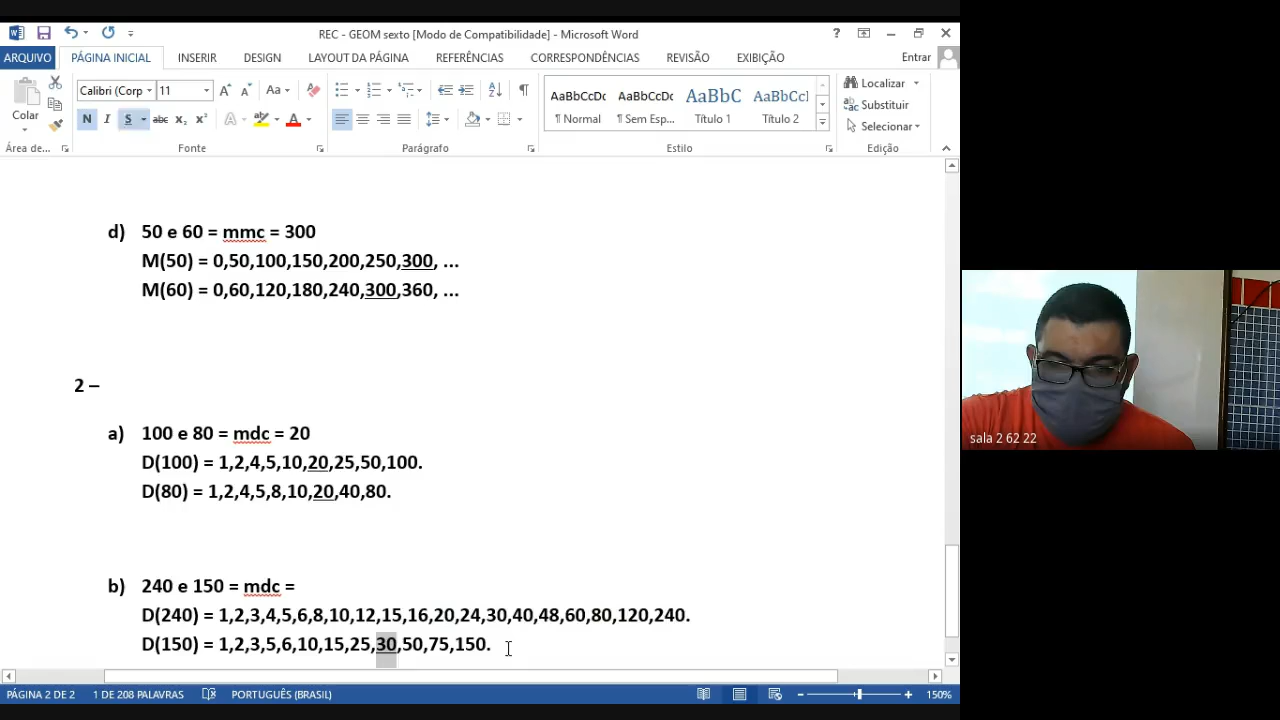 REC - GEOM sexto [Modo de Compatibilidade] - Microsoft Word
ARQUIVO PÁGINA INICIAL INSERIR DESIGN LAYOUT DA PÁGINA REFERÊNCIAS CORRESPONDÊNCIAS REVISÃO EXIBIÇÃO Entrar
Colar
Calibri (Corp 11
AaBbCcDc AaBbCcDc AaBbC AaBbCcI
¶ Normal ¶ Sem Esp... Título 1 Título 2
Localizar
Substituir
Selecionar
Área de... Fonte Parágrafo Estilo Edição
d) 50 e 60 = mmc = 300
M(50) = 0,50,100,150,200,250,300, ...
M(60) = 0,60,120,180,240,300,360, ...
2 –
a) 100 e 80 = mdc = 20
D(100) = 1,2,4,5,10,20,25,50,100.
D(80) = 1,2,4,5,8,10,20,40,80.
b) 240 e 150 = mdc =
D(240) = 1,2,3,4,5,6,8,10,12,15,16,20,24,30,40,48,60,80,120,240.
D(150) = 1,2,3,5,6,10,15,25,30,50,75,150.
PÁGINA 2 DE 2 1 DE 208 PALAVRAS PORTUGUÊS (BRASIL) 150%
sala 2 62 22